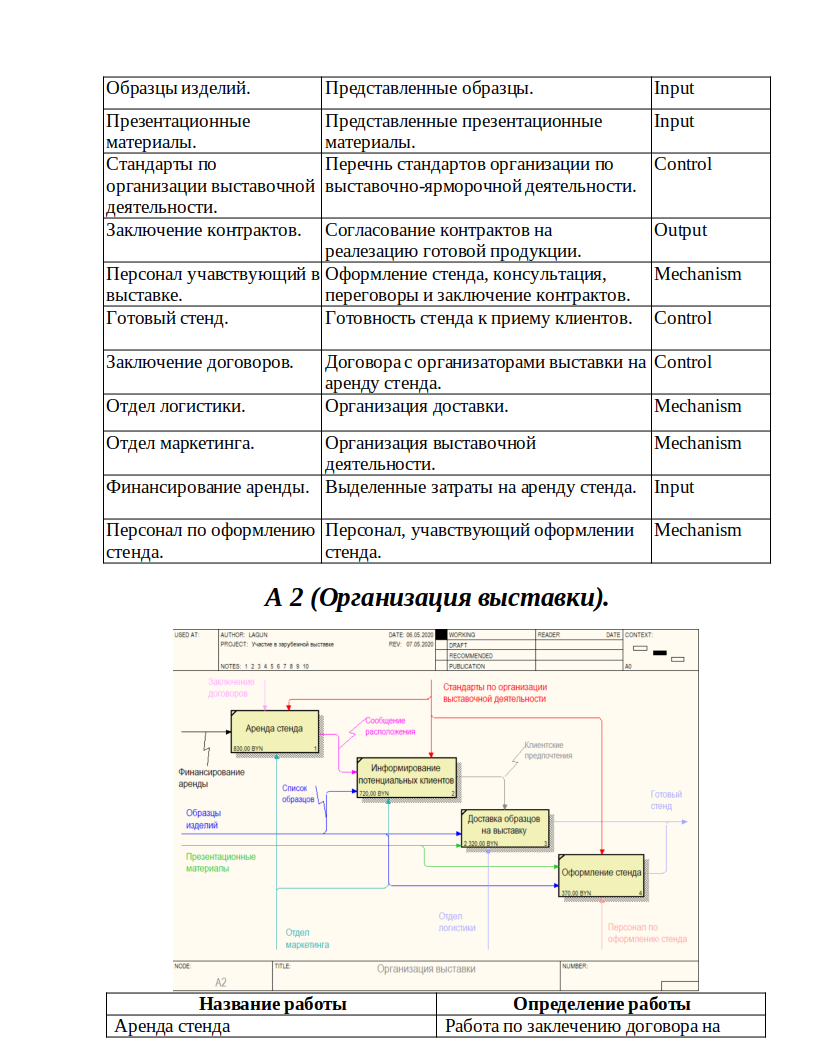 Образцы изделий. Представленные образцы. Input
Презентационные Представленные презентационные Input
материалы. материалы.
Стандарты по Перечнь стандартов организации по Control
организации выставочной выставочно-ярморочной деятельности.
деятельности.
Заключение контрактов. Согласование контрактов на Output
реалезацию готовой продукции.
Персонал учавствующий в Оформление стенда, консультация, Mechanism
выставке. переговоры и заключение контрактов.
Готовый стенд. Готовность стенда к приему клиентов. Control
Заключение договоров. Договора с организаторами выставки на Control
аренду стенда.
Отдел логистики. Организация доставки. Mechanism
Отдел маркетинга. Организация выставочной Mechanism
деятельности.
Финансирование аренды. Выделенные затраты на аренду стенда. Input
Персонал по оформлению Персонал, учавствующий оформлении Mechanism
стенда. стенда.
А 2 (Организация выставки).
USED AT: AUTHOR: LAGUN DATE: 06.05.2020 WORKING READER DATE CONTEXT:
PROJECT: Участие в зарубежной выставке REV: 07.05.2020 DRAFT
RECOMMENDED
NOTES: 1 2 3 4 5 6 7 8 9 10 PUBLICATION A0
Заключение
договоров
Стандарты по организации
выставочной деятельности
Аренда стенда
830,00 BYN 1
Сообщение
расположения
Финансирование
аренды
Информирование
потенциальных клиентов
720,00 BYN 2
Клиентские
предпочтения
Список
образцов
Образцы
изделий
Доставка образцов
на выставку
2 320,00 BYN 3
Готовый
стенд
Презентационные
материалы
Оформление стенда
370,00 BYN 4
Отдел
маркетинга
Отдел
логистики
Персонал по
оформлению стенда
NODE: TITLE: Организация выставки NUMBER:
A2
Название работы Определение работы
Аренда стенда Работа по заклечению договора на